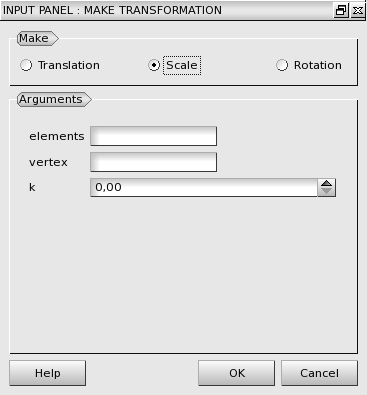 INPUT PANEL : MAKE TRANSFORMATION
Make
Translation Scale Rotation
Arguments
elements
vertex
k 0,00
Help OK Cancel